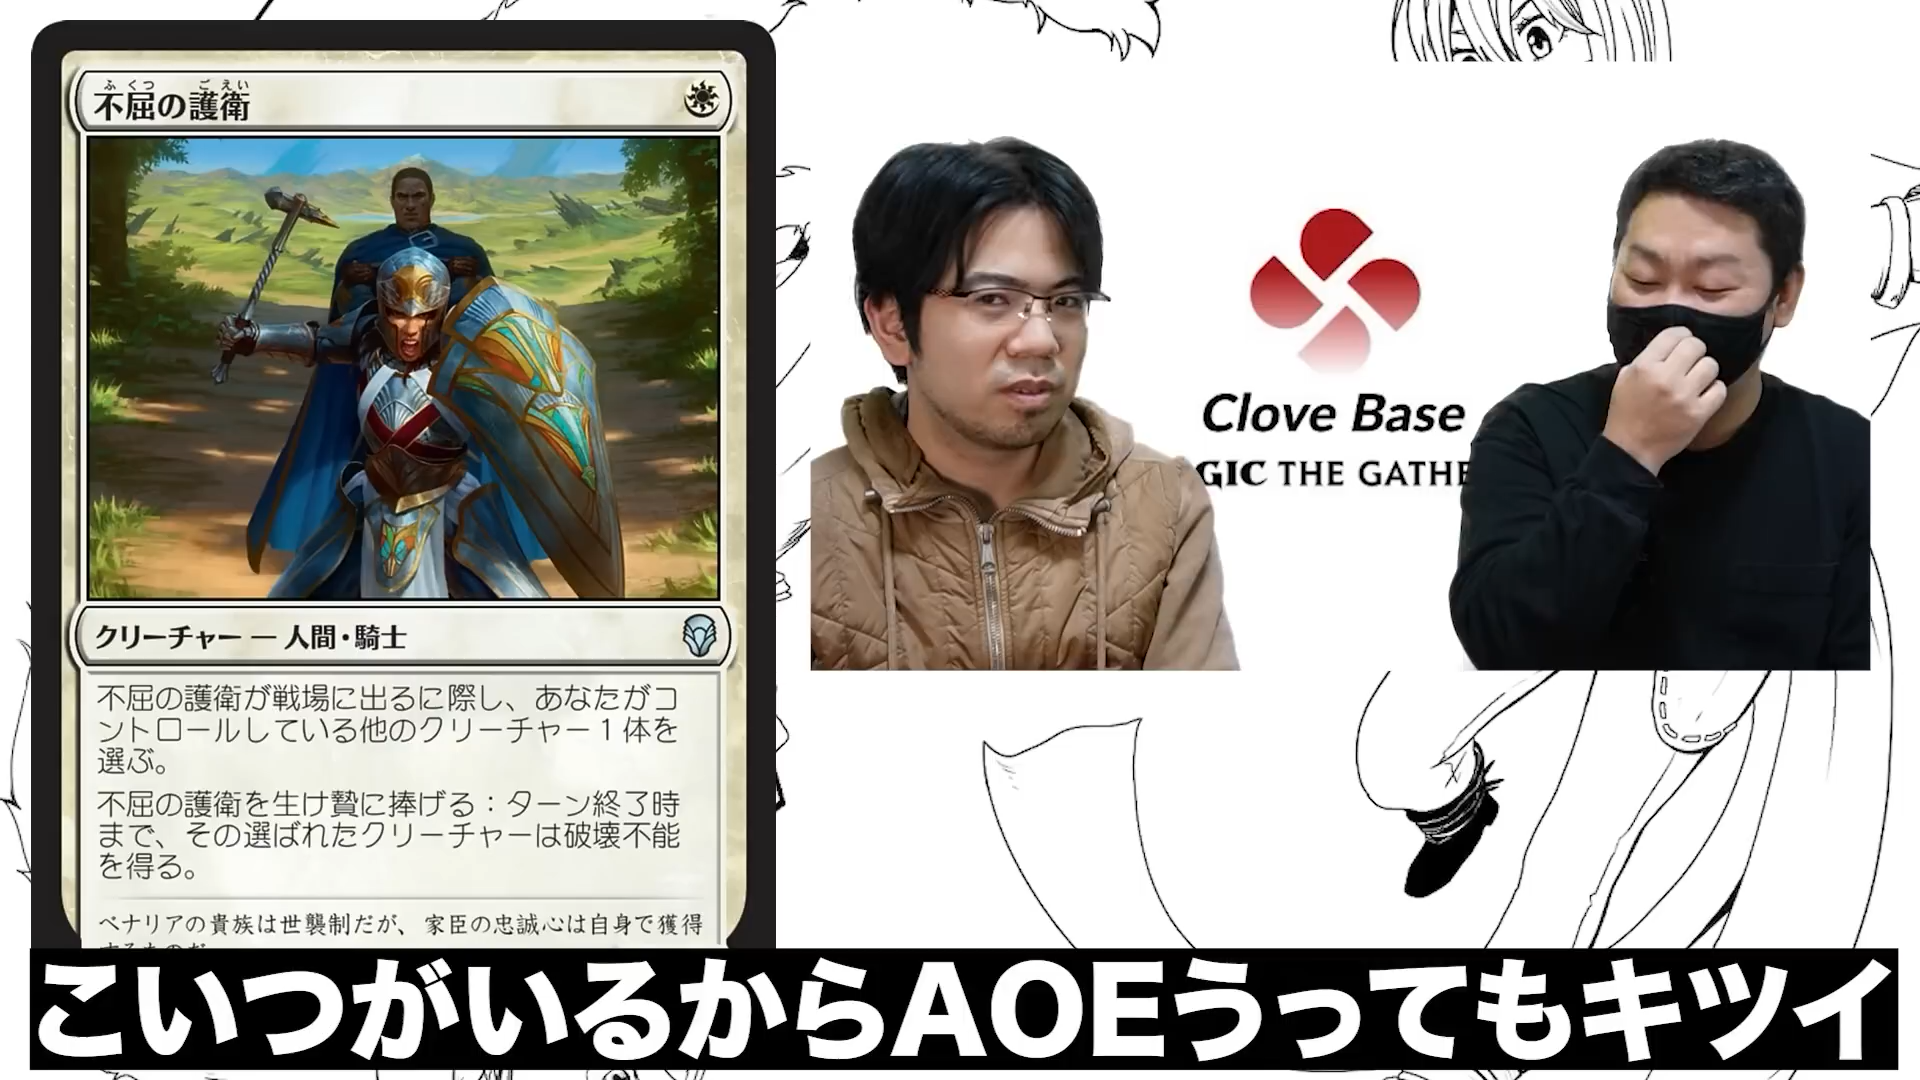 ふくつ ごえい
不屈の護衛
クリーチャー ― 人間・騎士
不屈の護衛が戦場に出るに際し、あなたがコ
ントロールしている他のクリーチャー１体を
選ぶ。
不屈の護衛を生け贄に捧げる：ターン終了時
まで、その選ばれたクリーチャーは破壊不能
を得る。
ベナリアの貴族は世襲制だが、家臣の忠誠心は自身で獲得
Clove Base
GIC THE GATHE
こいつがいるからAOEうってもキツイ